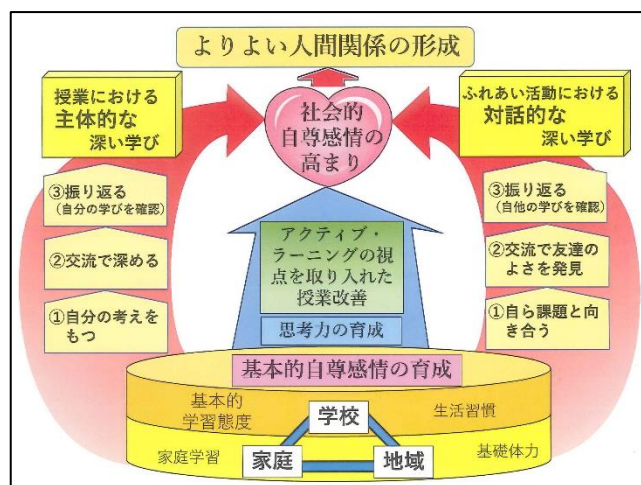 よりよい人間関係の形成
授業における
主体的な
深い学び
③振り返る
（自分の学びを確認）
②交流で深める
①自分の考えを
もつ
社会的
自尊感情の
高まり
アクティブ・
ラーニングの視
点を取り入れた
授業改善
思考力の育成
ふれあい活動における
対話的な
深い学び
③振り返る
（自他の学びを確認）
②交流で友達の
よさを発見
①自ら課題と向
き合う
基本的自尊感情の育成
基本的
学習態度
学校
生活習慣
家庭学習
家庭
地域
基礎体力